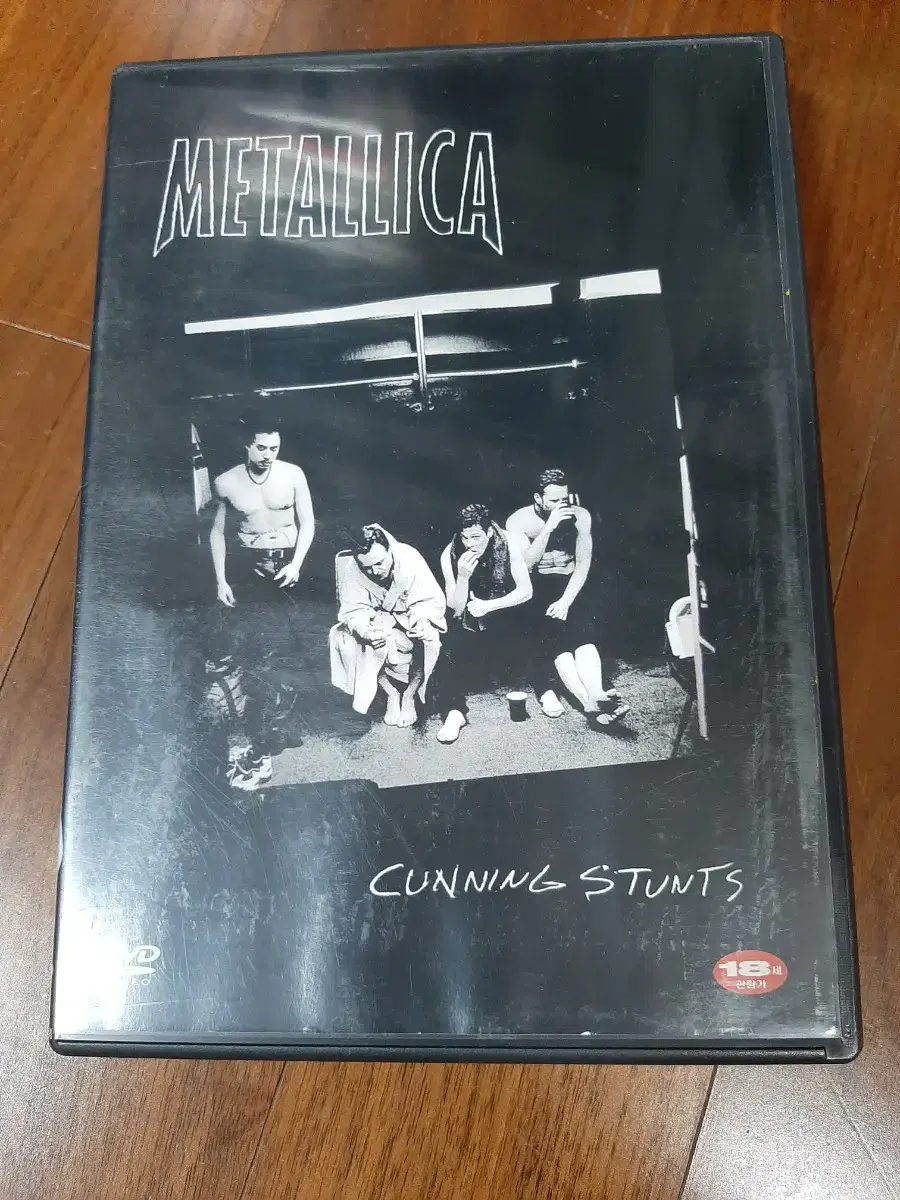 METALLICA
CUNNING STUNTS
18세
관람가